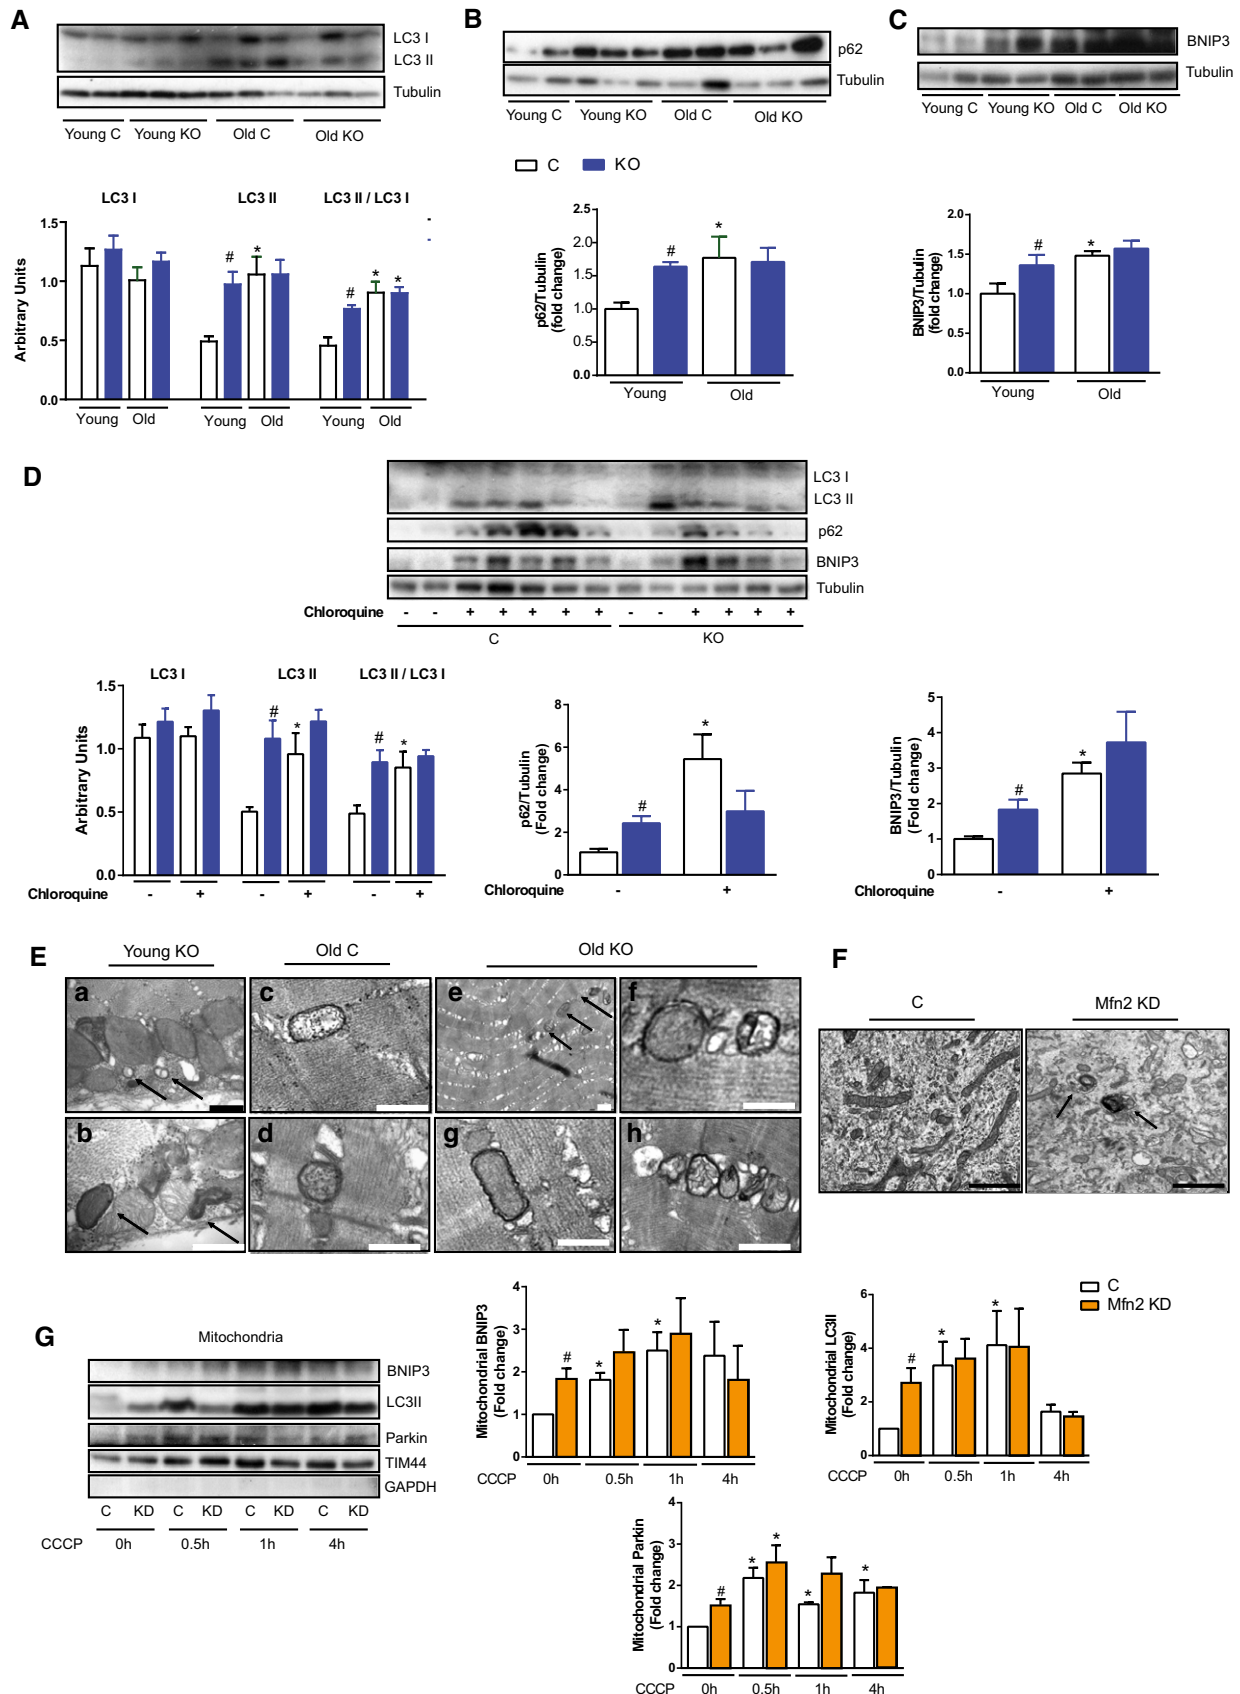 A
LC3 I
LC3 II
Tubulin
Young C Young KO Old C Old KO
B
p62
Tubulin
Young C Young KO Old C Old KO
C
BNIP3
Tubulin
Young C Young KO Old C Old KO
C KO
LC3 I LC3 II LC3 II / LC3 I
Arbitrary Units
1.5
1.0
0.5
0.0
# * # * *
Young Old Young Old Young Old
p62/Tubulin
(fold change)
2.5
2.0
1.5
1.0
0.5
0.0
# *
Young Old
BNIP3/Tubulin
(fold change)
2.0
1.5
1.0
0.5
0.0
# *
Young Old
D
LC3 I
LC3 II
p62
BNIP3
Tubulin
Chloroquine - - + + + + + - - + + + +
C KO
LC3 I LC3 II LC3 II / LC3 I
Arbitrary Units
1.5
1.0
0.5
0.0
# * # *
Chloroquine - + - + - +
p62/Tubulin
(Fold change)
8
6
4
2
0
# *
Chloroquine - +
BNIP3/Tubulin
(Fold change)
5
4
3
2
1
0
# *
Chloroquine - +
E
Young KO Old C Old KO
a c e f
b d g h
F
C Mfn2 KD
G
Mitochondria
BNIP3
LC3II
Parkin
TIM44
GAPDH
C KD C KD C KD C KD
CCCP 0h 0.5h 1h 4h
Mitochondrial BNIP3
(Fold change)
4
3
2
1
0
# * *
CCCP 0h 0.5h 1h 4h
Mitochondrial LC3II
(Fold change)
6
4
2
0
# * *
CCCP 0h 0.5h 1h 4h
C
Mfn2 KD
Mitochondrial Parkin
(Fold change)
4
3
2
1
0
# * * * *
CCCP 0h 0.5h 1h 4h